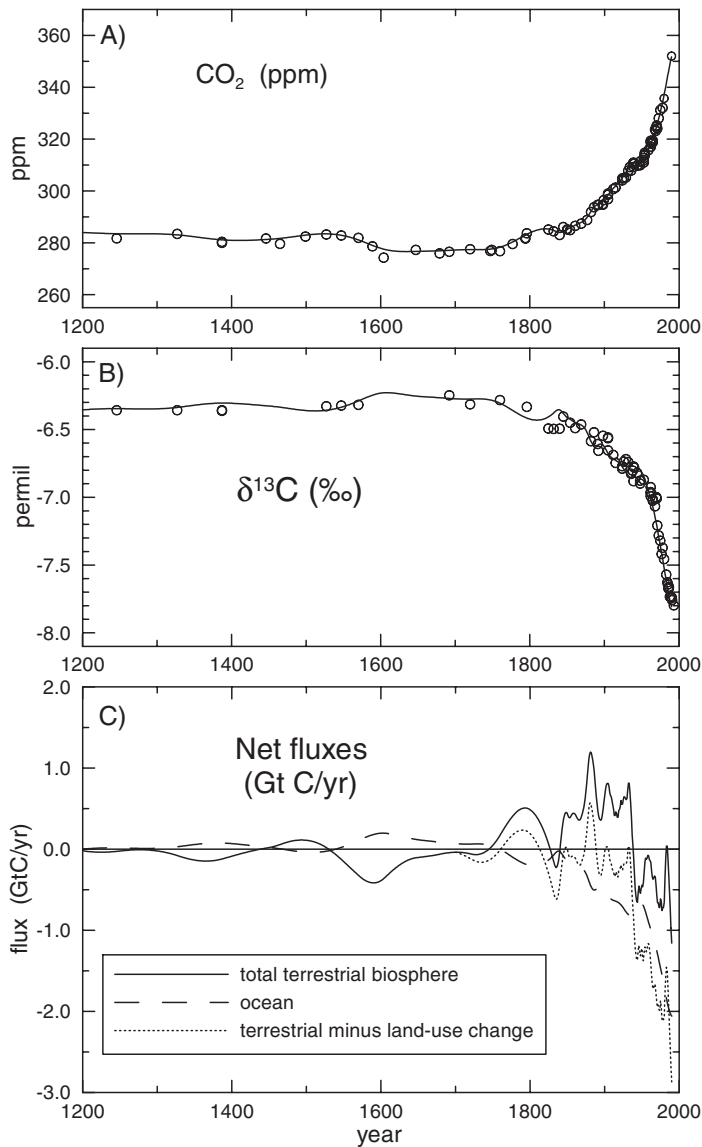 A)
CO₂ (ppm)
ppm
360
340
320
300
280
260
1200 1400 1600 1800 2000
B)
δ¹³C (‰)
permil
-6.0
-6.5
-7.0
-7.5
-8.0
1200 1400 1600 1800 2000
C)
Net fluxes
(Gt C/yr)
flux (GtC/yr)
2.0
1.0
0.0
-1.0
-2.0
-3.0
total terrestrial biosphere
ocean
terrestrial minus land-use change
1200 1400 1600 1800 2000
year